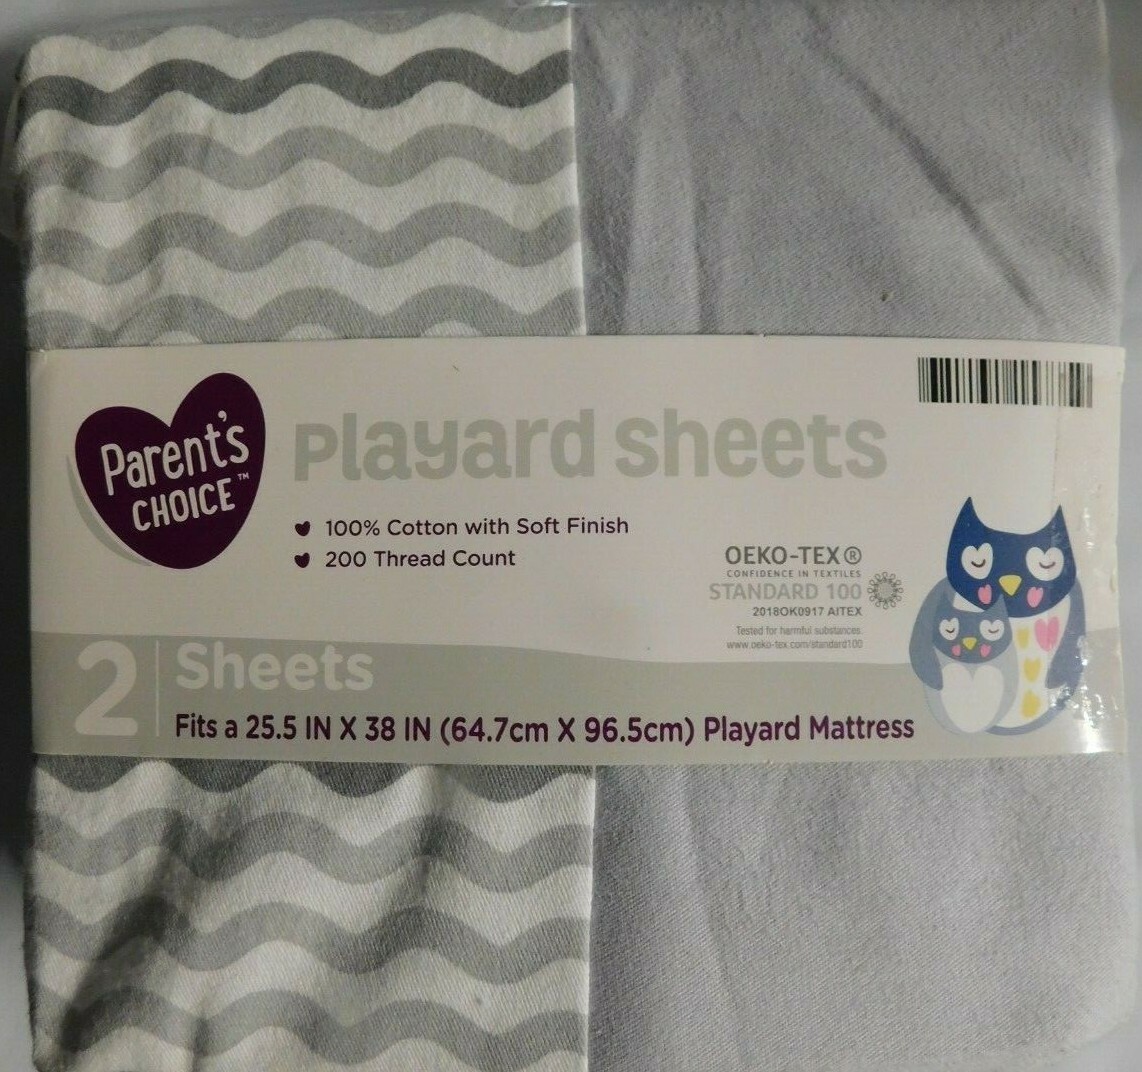 Parent's
CHOICE™
playard sheets
100% Cotton with Soft Finish
200 Thread Count
OEKO-TEX®
CONFIDENCE IN TEXTILES
STANDARD 100
2018OK0917 AITEX
Tested for harmful substances.
www.oeko-tex.com/standard100
2 Sheets
Fits a 25.5 IN X 38 IN (64.7cm X 96.5cm) Playard Mattress